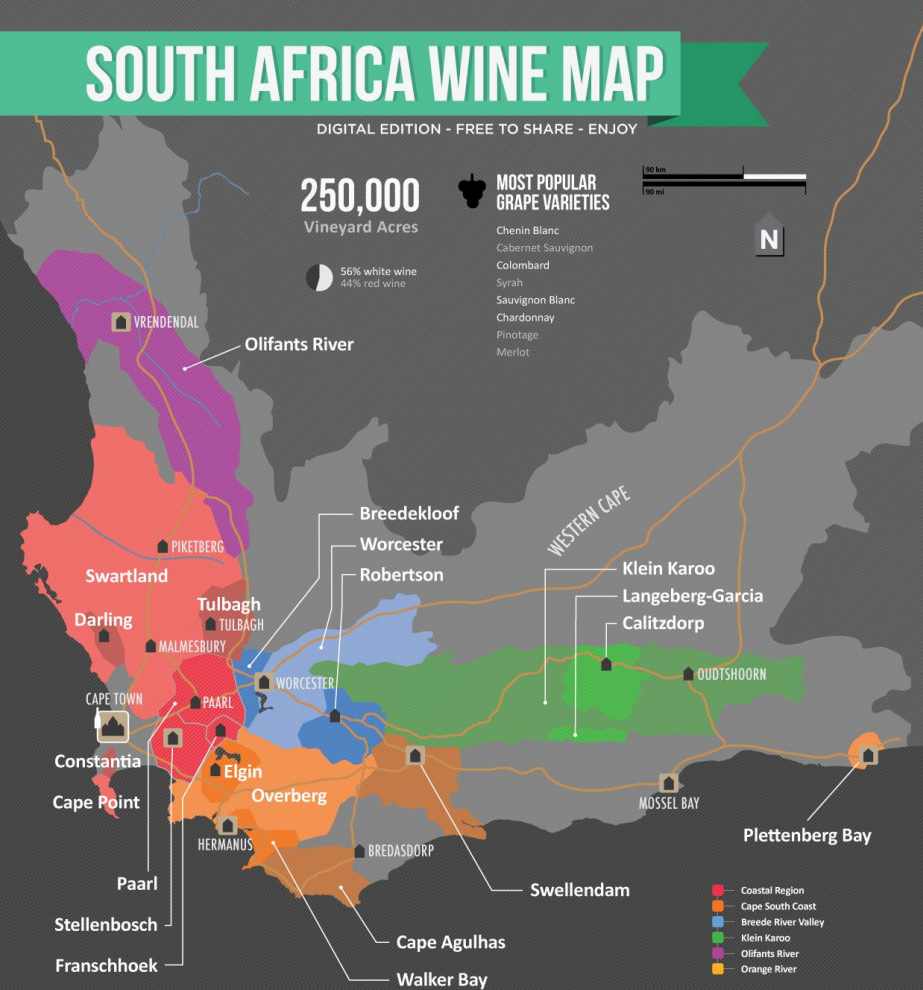 SOUTH AFRICA WINE MAP
DIGITAL EDITION - FREE TO SHARE - ENJOY
250,000
Vineyard Acres
56% white wine
44% red wine
MOST POPULAR
GRAPE VARIETIES
Chenin Blanc
Cabernet Sauvignon
Colombard
Syrah
Sauvignon Blanc
Chardonnay
Pinotage
Merlot
90 km
90 mi
N
VRENDENDAL
Olifants River
WESTERN CAPE
Breedekloof
Worcester
Robertson
PIKETBERG
Swartland
Tulbagh
TULBAGH
Darling
MALMESBURY
Klein Karoo
Langeberg-Garcia
Calitzdorp
OUDTSHOORN
WORCESTER
CAPE TOWN
PAARL
Constantia
Cape Point
Elgin
Overberg
HERMANUS
BREDASDORP
MOSSEL BAY
Plettenberg Bay
Paarl
Stellenbosch
Franschhoek
Swellendam
Cape Agulhas
Walker Bay
Coastal Region
Cape South Coast
Breede River Valley
Klein Karoo
Olifants River
Orange River